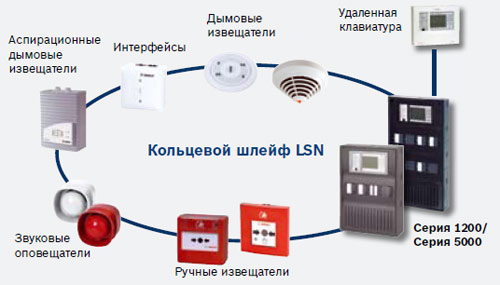 Дымовые
извещатели
Удаленная
клавиатура
Аспирационные
дымовые
извещатели
Интерфейсы
Кольцевой шлейф LSN
Серия 1200/
Серия 5000
Звуковые
оповещатели
Ручные извещатели